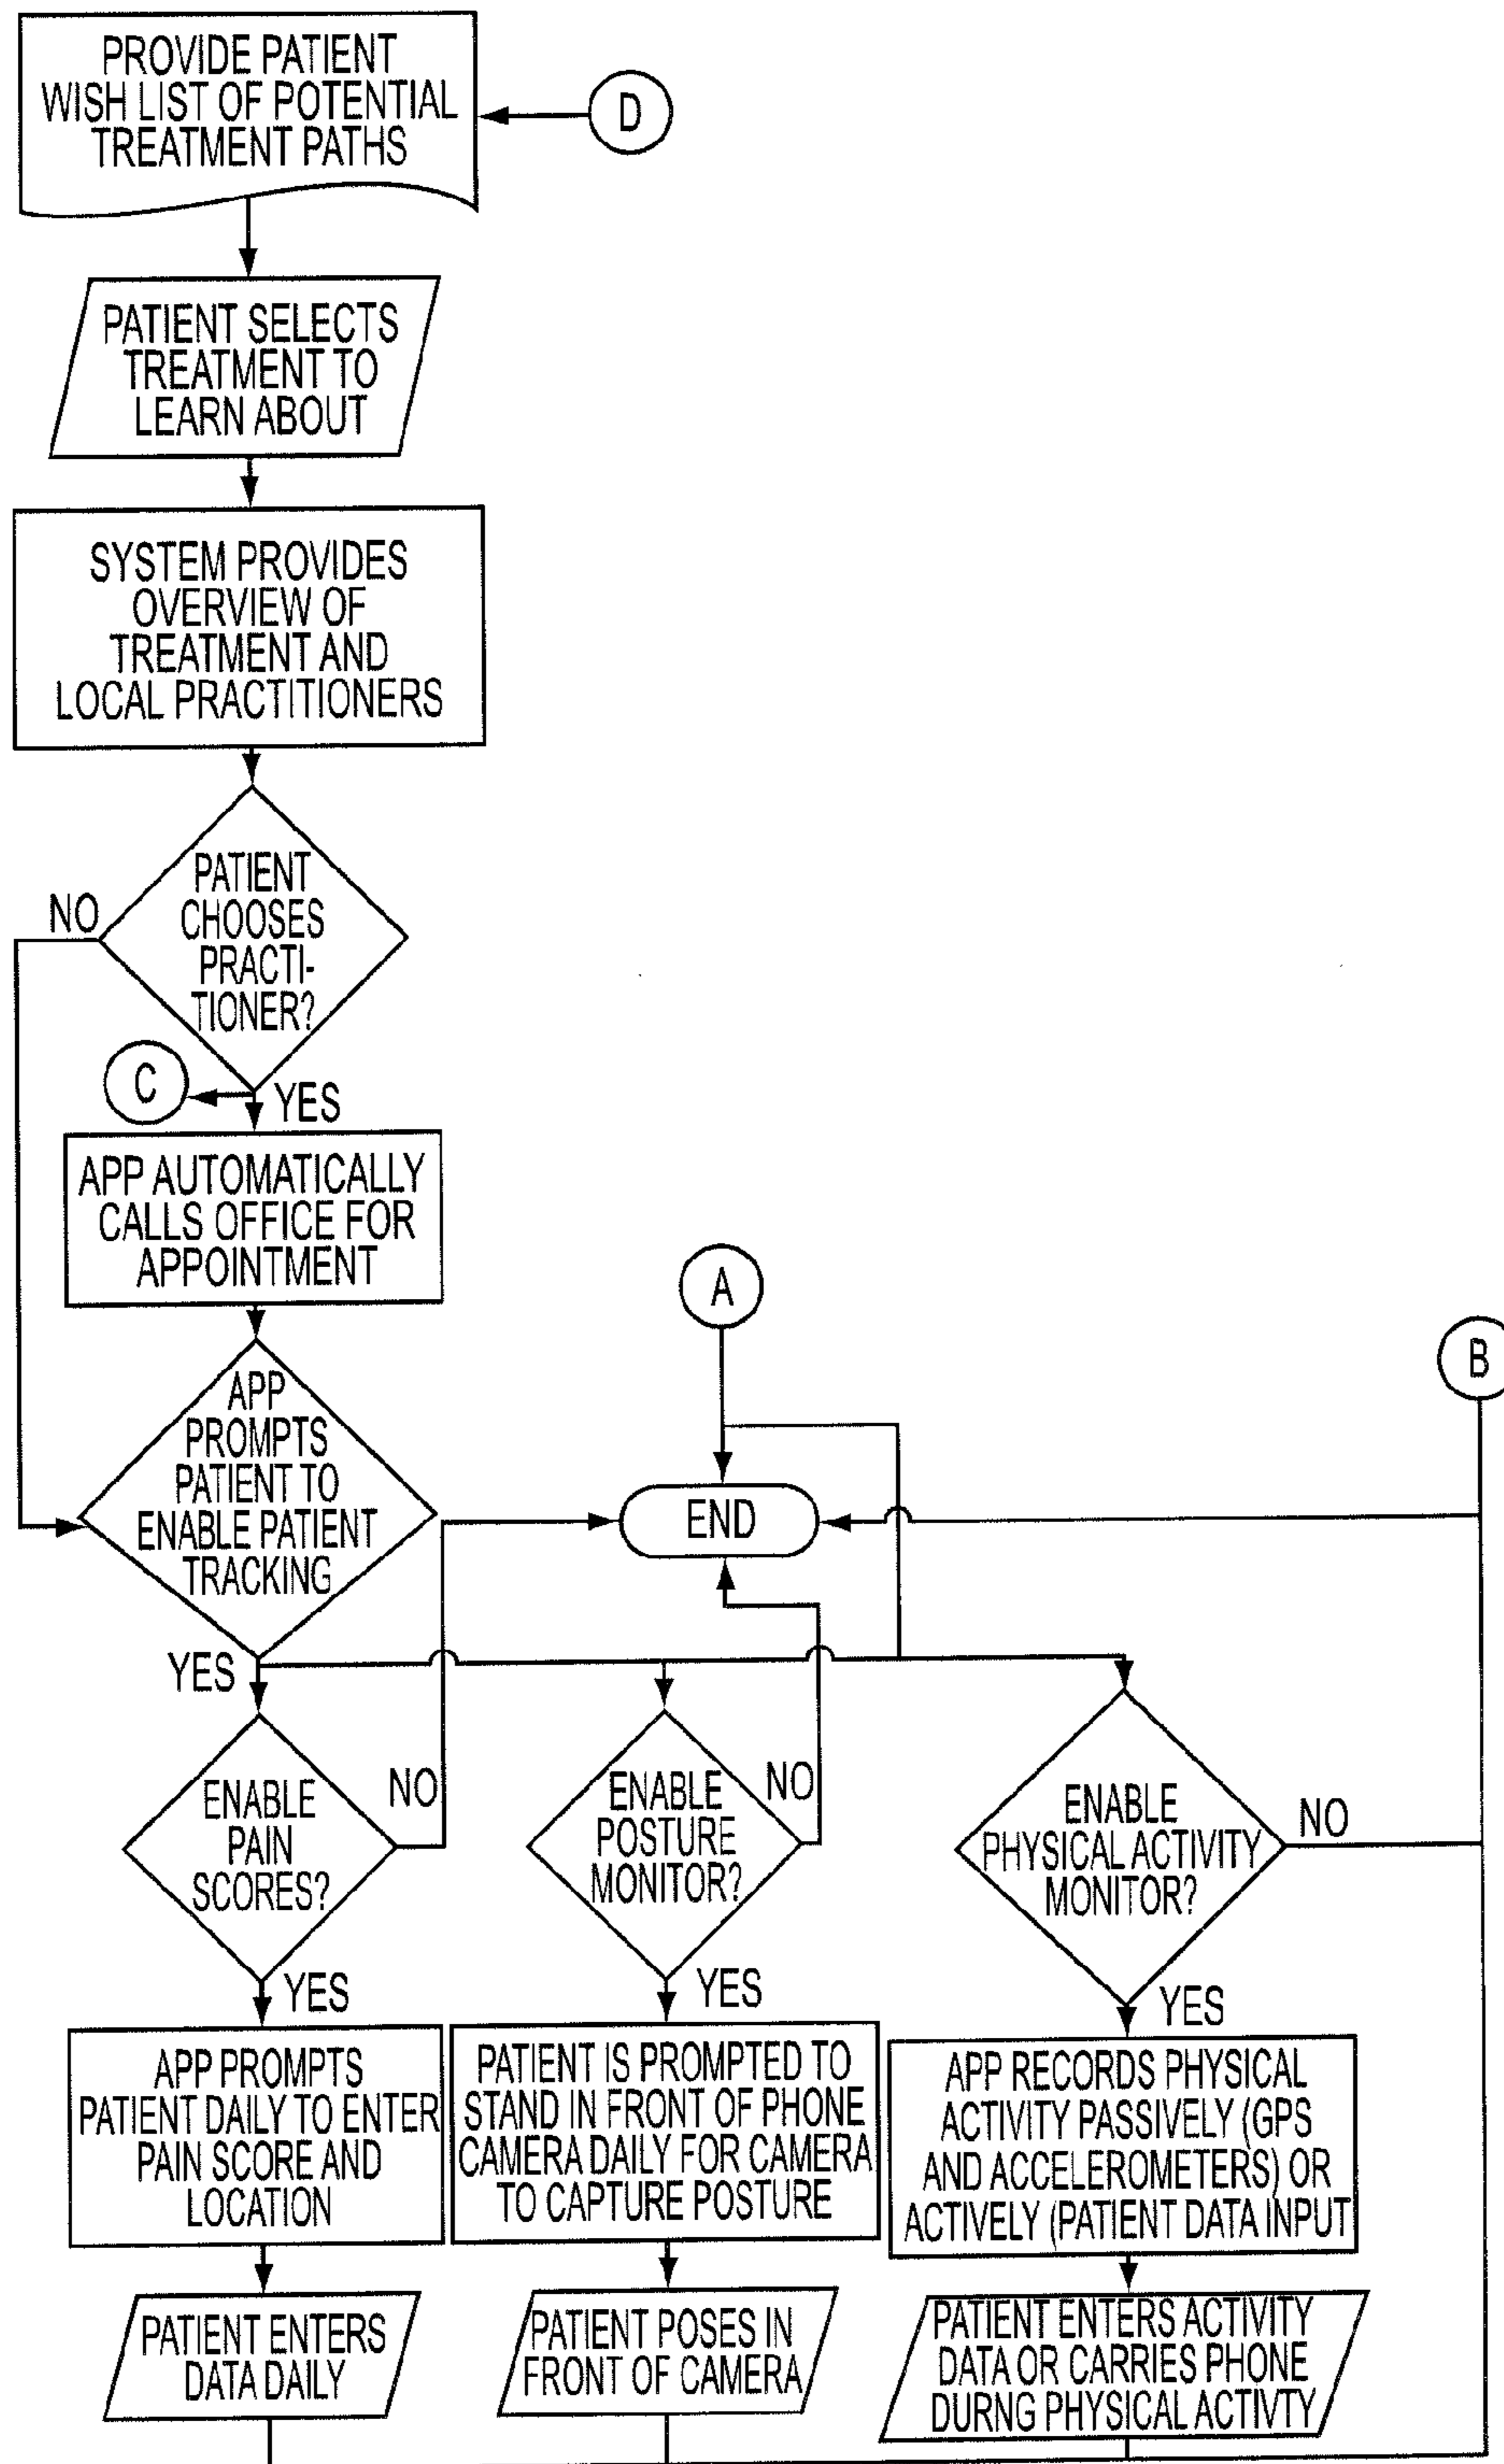 PROVIDE PATIENT
WISH LIST OF POTENTIAL
TREATMENT PATHS
D
PATIENT SELECTS
TREATMENT TO
LEARN ABOUT
SYSTEM PROVIDES
OVERVIEW OF
TREATMENT AND
LOCAL PRACTITIONERS
PATIENT
CHOOSES
PRACTI-
TIONER?
NO
C
YES
APP AUTOMATICALLY
CALLS OFFICE FOR
APPOINTMENT
A
B
APP
PROMPTS
PATIENT TO
ENABLE PATIENT
TRACKING
END
YES
ENABLE
PAIN
SCORES?
NO
ENABLE
POSTURE
MONITOR?
NO
ENABLE
PHYSICAL ACTIVITY
MONITOR?
NO
YES
YES
YES
APP PROMPTS
PATIENT DAILY TO ENTER
PAIN SCORE AND
LOCATION
PATIENT IS PROMPTED TO
STAND IN FRONT OF PHONE
CAMERA DAILY FOR CAMERA
TO CAPTURE POSTURE
APP RECORDS PHYSICAL
ACTIVITY PASSIVELY (GPS
AND ACCELEROMETERS) OR
ACTIVELY (PATIENT DATA INPUT
PATIENT ENTERS
DATA DAILY
PATIENT POSES IN
FRONT OF CAMERA
PATIENT ENTERS ACTIVITY
DATA OR CARRIES PHONE
DURNG PHYSICAL ACTIVTY